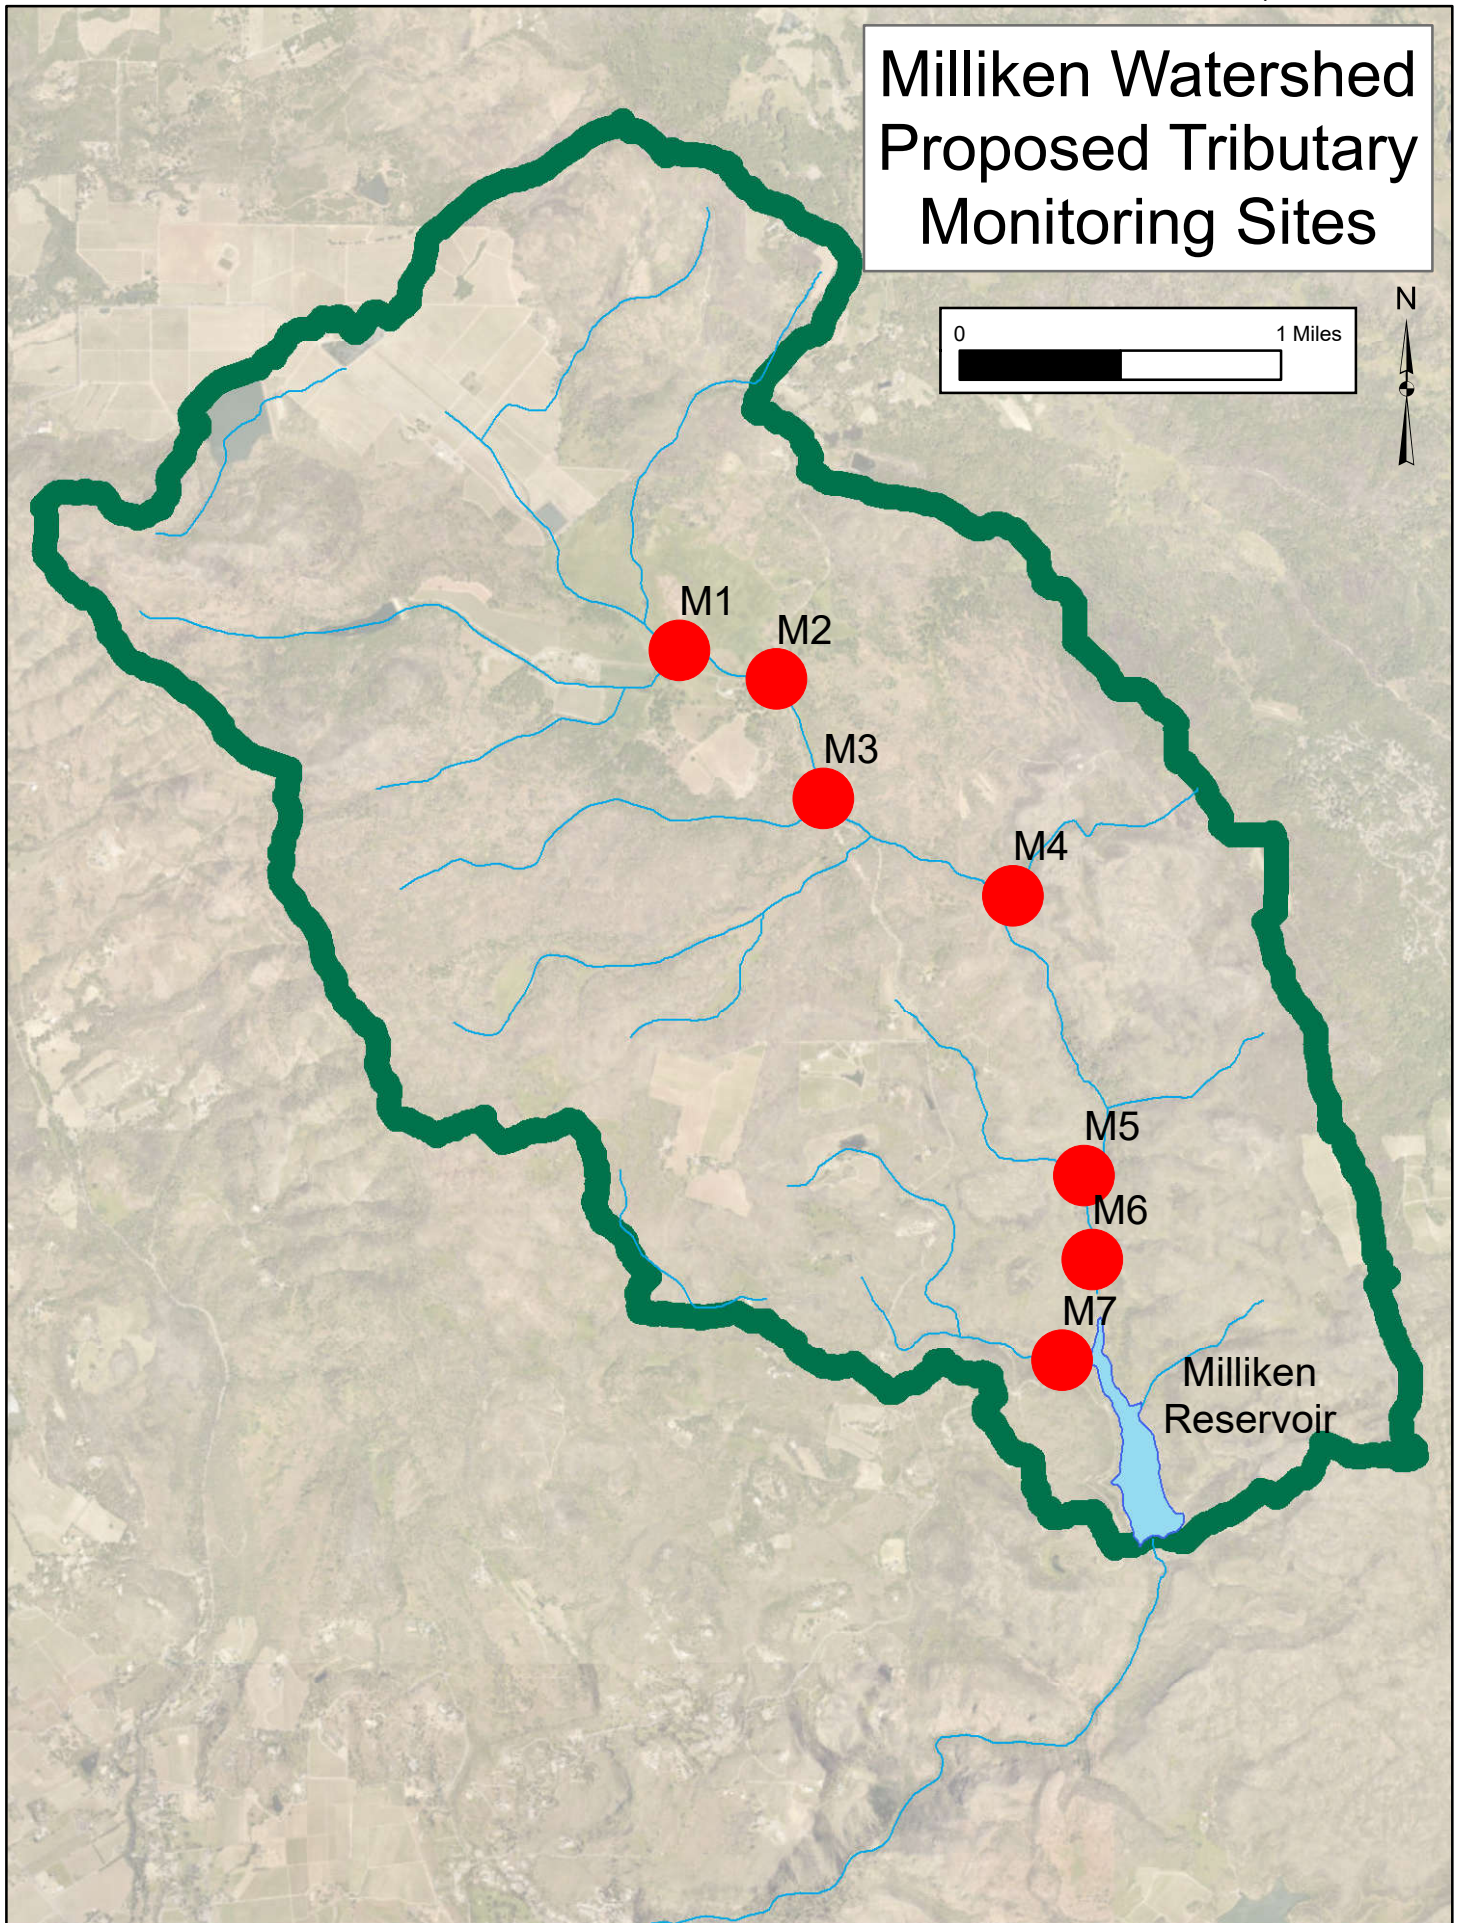 Milliken Watershed
Proposed Tributary
Monitoring Sites
N
0 1 Miles
M1
M2
M3
M4
M5
M6
M7
Milliken
Reservoir